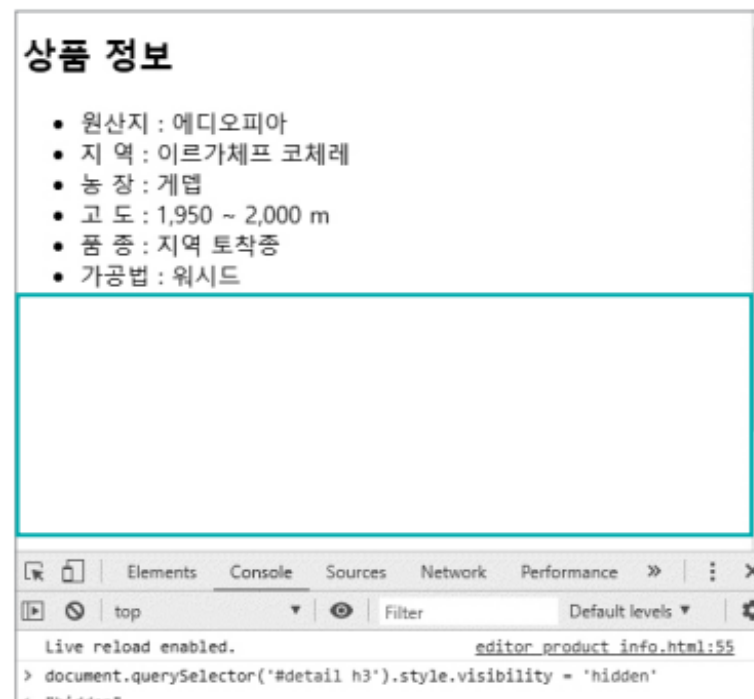 상품 정보
• 원산지 : 에디오피아
• 지 역 : 이르가체프 코체레
• 농 장 : 게뎁
• 고 도 : 1,950 ~ 2,000 m
• 품 종 : 지역 토착종
• 가공법 : 워시드
Elements Console Sources Network Performance »
top Filter Default levels ▼
Live reload enabled. editor product info.html:55
> document.querySelector('#detail h3').style.visibility = 'hidden'